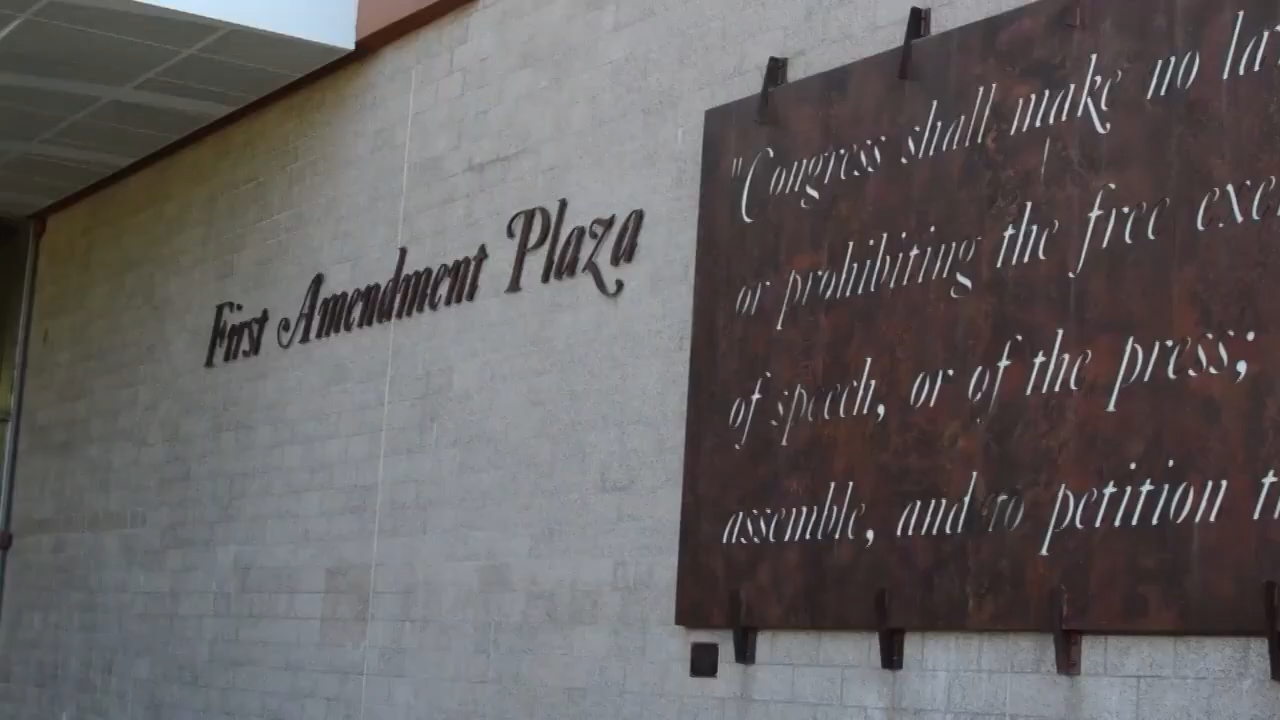 First Amendment Plaza
"Congress shall make no la
or prohibiting the free exe
of speech, or of the press;
assemble, and to petition t